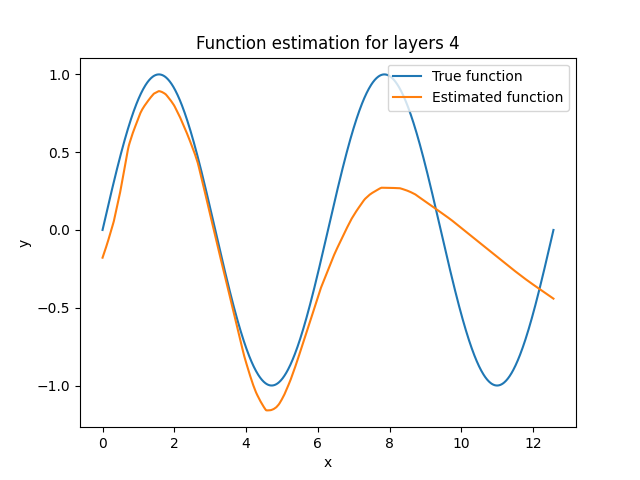 Function estimation for layers 4
True function
Estimated function
1.0
0.5
0.0
−0.5
−1.0
y
0 2 4 6 8 10 12
x